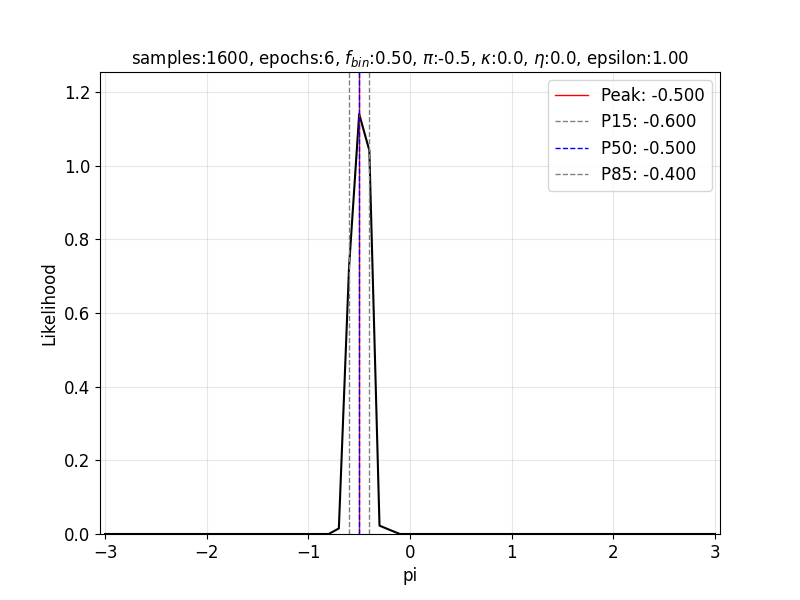 samples:1600, epochs:6, f_bin:0.50, π:-0.5, κ:0.0, η:0.0, epsilon:1.00
Peak: -0.500
P15: -0.600
P50: -0.500
P85: -0.400
1.2
1.0
0.8
0.6
0.4
0.2
0.0
Likelihood
−3 −2 −1 0 1 2 3
pi